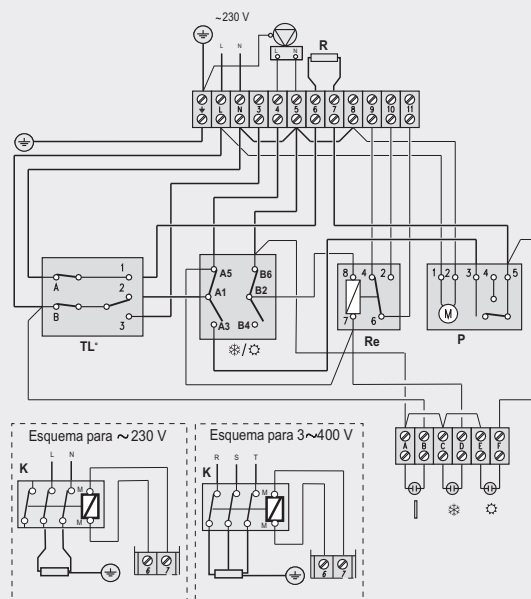 ~230 V
L N
L N
R
L N 3 4 5 6 7 8 9 10 11
A B 1 2 3
TL°
A5 B6
A1 B2
A3 B4
❄/☼
8 4 2
7 6
Re
1 2 3 4 5
M
P
A B C D E F
Esquema para ~230 V
L N
K
M
M
6 7
Esquema para 3~400 V
R S T
K
M
M
6 7